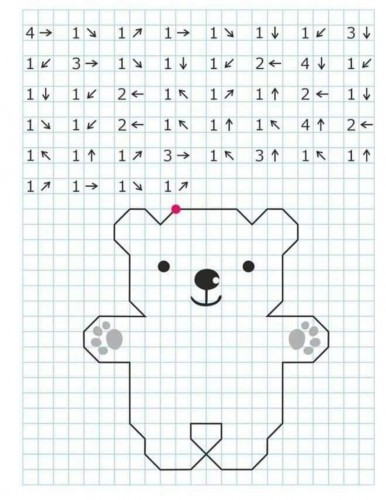 4→ 1↘ 1↗ 1→ 1↘ 1↓ 1↙ 3↓
1↙ 3→ 1↘ 1↓ 1↙ 2← 4↓ 1↙
1↓ 1↙ 2← 1↖ 1↗ 1↑ 2← 1↓
1↘ 1↙ 2← 1↖ 1↑ 1↖ 4↑ 2←
1↖ 1↑ 1↗ 3→ 1↖ 3↑ 1↖ 1↑
1↗ 1→ 1↘ 1↗